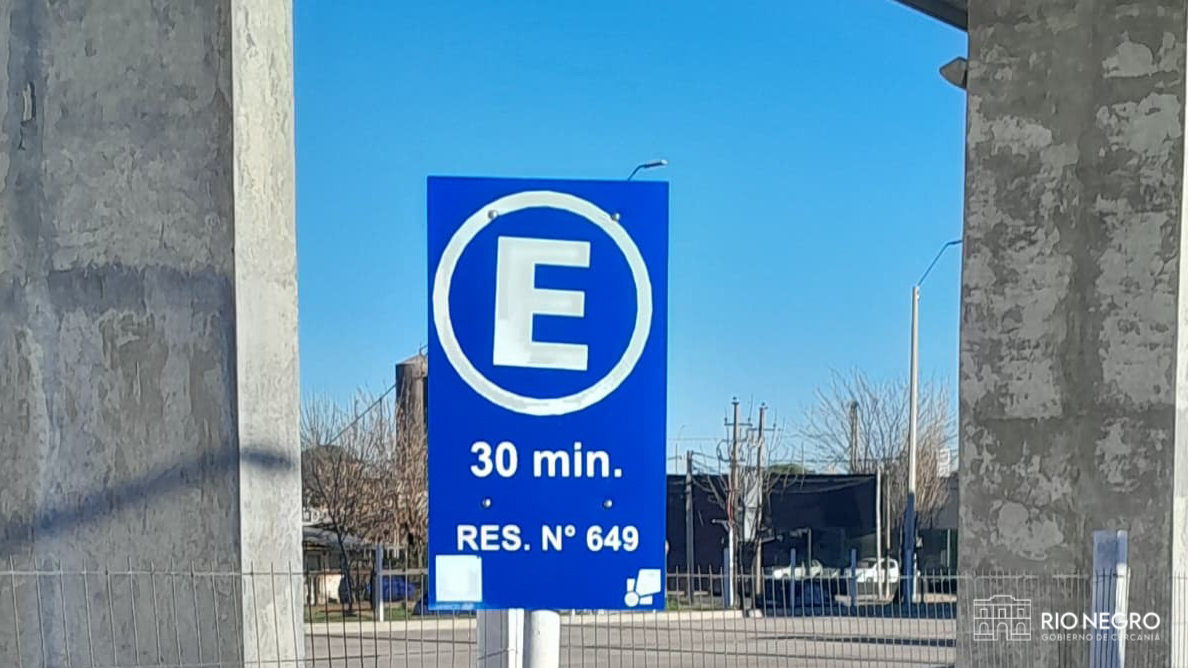 E
30 min.
RES. N° 649
RIO NEGRO
GOBIERNO DE CERCANÍA